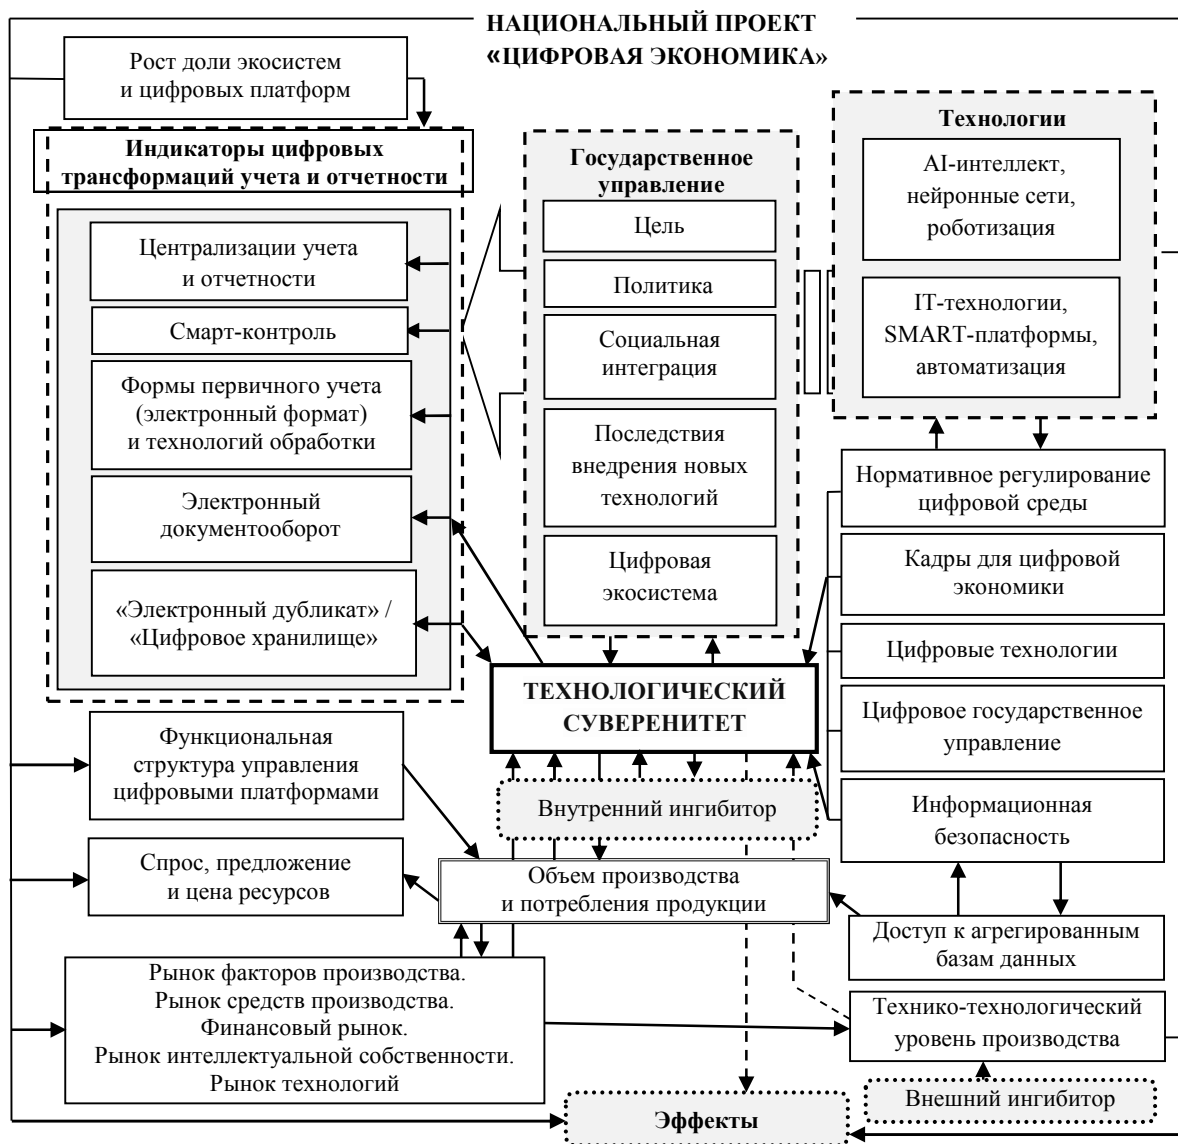 НАЦИОНАЛЬНЫЙ ПРОЕКТ
«ЦИФРОВАЯ ЭКОНОМИКА»
Рост доли экосистем
и цифровых платформ
Индикаторы цифровых
трансформаций учета и отчетности
Централизации учета
и отчетности
Смарт-контроль
Формы первичного учета
(электронный формат)
и технологий обработки
Электронный
документооборот
«Электронный дубликат» /
«Цифровое хранилище»
Государственное
управление
Цель
Политика
Социальная
интеграция
Последствия
внедрения новых
технологий
Цифровая
экосистема
Технологии
AI-интеллект,
нейронные сети,
роботизация
IT-технологии,
SMART-платформы,
автоматизация
Нормативное регулирование
цифровой среды
Кадры для цифровой
экономики
Цифровые технологии
Цифровое государственное
управление
Информационная
безопасность
ТЕХНОЛОГИЧЕСКИЙ
СУВЕРЕНИТЕТ
Внутренний ингибитор
Функциональная
структура управления
цифровыми платформами
Спрос, предложение
и цена ресурсов
Объем производства
и потребления продукции
Доступ к агрегированным
базам данных
Рынок факторов производства.
Рынок средств производства.
Финансовый рынок.
Рынок интеллектуальной собственности.
Рынок технологий
Технико-технологический
уровень производства
Внешний ингибитор
Эффекты